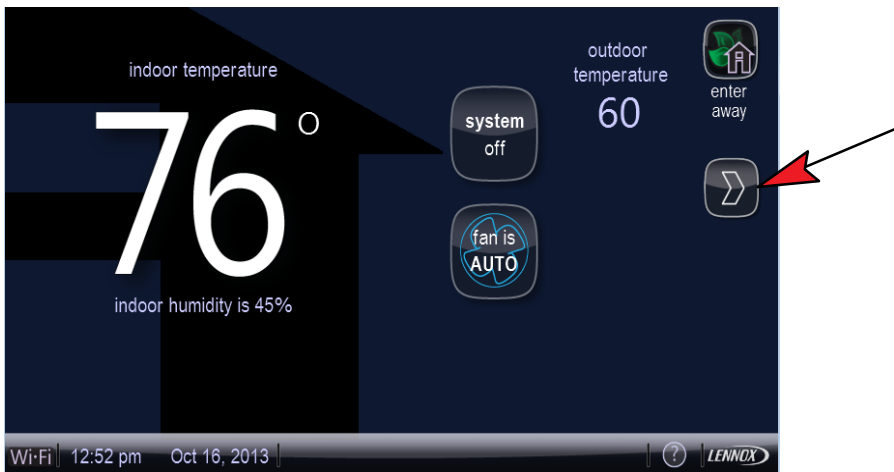 indoor temperature
76°
indoor humidity is 45%
system
off
fan is
AUTO
outdoor
temperature
60
enter
away
Wi•Fi
12:52 pm
Oct 16, 2013
?
LENNOX